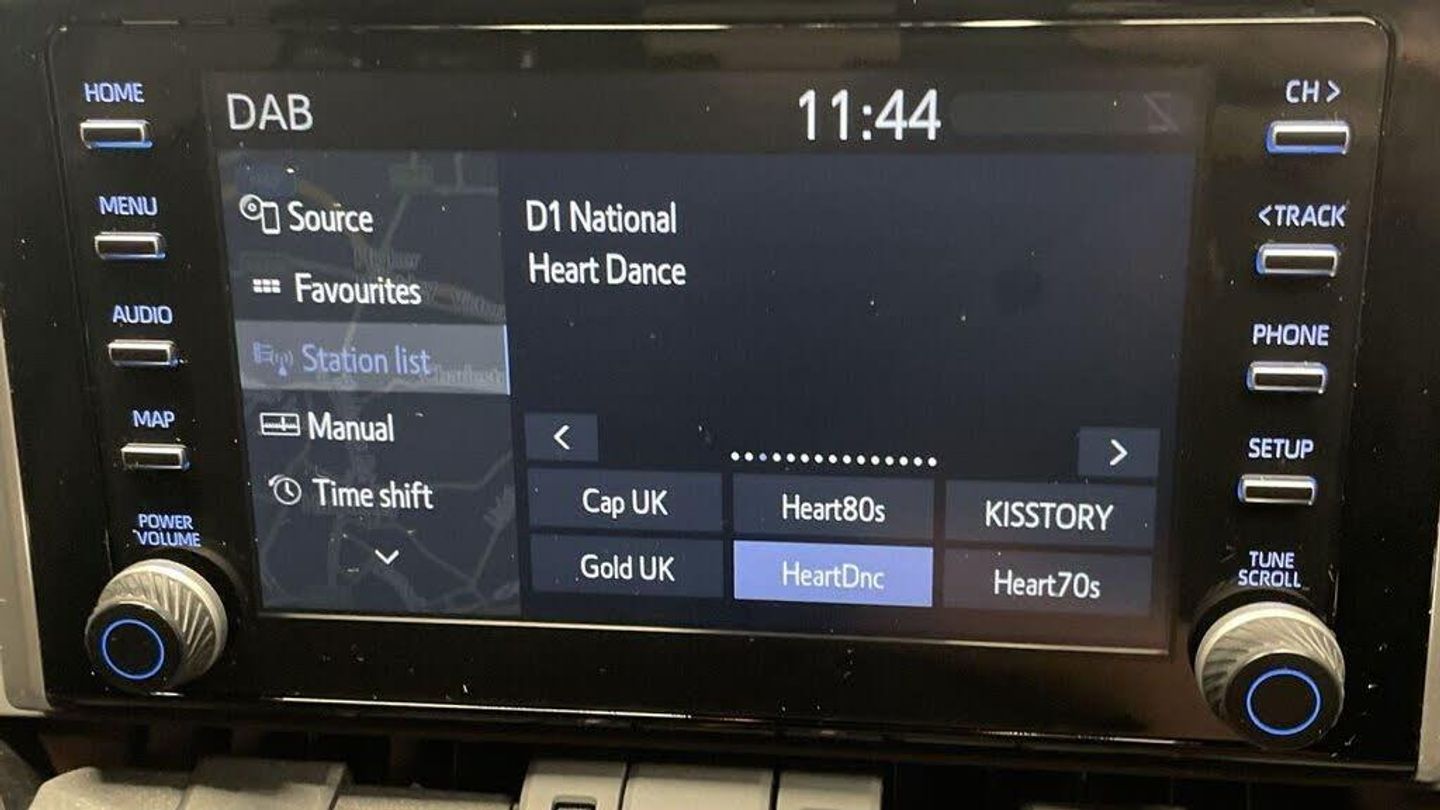 HOME
MENU
AUDIO
MAP
POWER
VOLUME
DAB
11:44
Source
Favourites
Station list
Manual
Time shift
D1 National
Heart Dance
<
>
Cap UK
Heart80s
KISSTORY
Gold UK
HeartDnc
Heart70s
CH >
<TRACK
PHONE
SETUP
TUNE
SCROLL